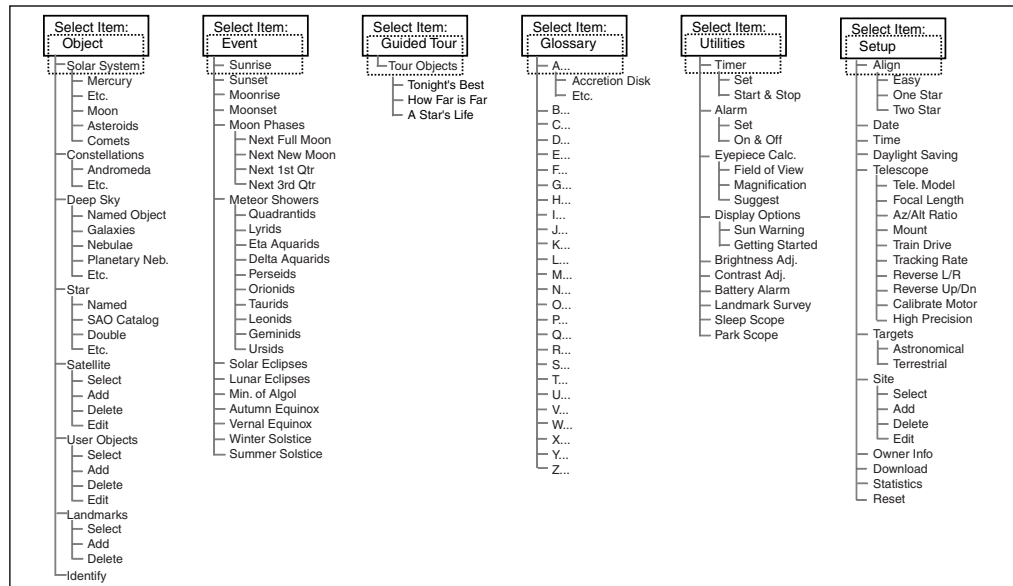 Select Item:
Object
Solar System
Mercury
Etc.
Moon
Asteroids
Comets
Constellations
Andromeda
Etc.
Deep Sky
Named Object
Galaxies
Nebulae
Planetary Neb.
Etc.
Star
Named
SAO Catalog
Double
Etc.
Satellite
Select
Add
Delete
Edit
User Objects
Select
Add
Delete
Edit
Landmarks
Select
Add
Delete
Identify
Select Item:
Event
Sunrise
Sunset
Moonrise
Moonset
Moon Phases
Next Full Moon
Next New Moon
Next 1st Qtr
Next 3rd Qtr
Meteor Showers
Quadrantids
Lyrids
Eta Aquarids
Delta Aquarids
Perseids
Orionids
Taurids
Leonids
Geminids
Ursids
Solar Eclipses
Lunar Eclipses
Min. of Algol
Autumn Equinox
Vernal Equinox
Winter Solstice
Summer Solstice
Select Item:
Guided Tour
Tour Objects
Tonight's Best
How Far is Far
A Star's Life
Select Item:
Glossary
A...
Accretion Disk
Etc.
B...
C...
D...
E...
F...
G...
H...
I...
J...
K...
L...
M...
N...
O...
P...
Q...
R...
S...
T...
U...
V...
W...
X...
Y...
Z...
Select Item:
Utilities
Timer
Set
Start & Stop
Alarm
Set
On & Off
Eyepiece Calc.
Field of View
Magnification
Suggest
Display Options
Sun Warning
Getting Started
Brightness Adj.
Contrast Adj.
Battery Alarm
Landmark Survey
Sleep Scope
Park Scope
Select Item:
Setup
Align
Easy
One Star
Two Star
Date
Time
Daylight Saving
Telescope
Tele. Model
Focal Length
Az/Alt Ratio
Mount
Train Drive
Tracking Rate
Reverse L/R
Reverse Up/Dn
Calibrate Motor
High Precision
Targets
Astronomical
Terrestrial
Site
Select
Add
Delete
Edit
Owner Info
Download
Statistics
Reset